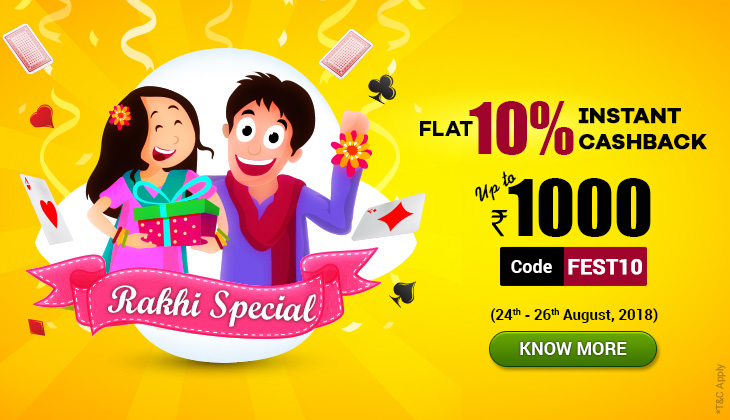 Rakhi Special
FLAT 10% INSTANT
CASHBACK
Up to
₹ 1000
Code FEST10
(24th - 26th August, 2018)
KNOW MORE
*T&C Apply